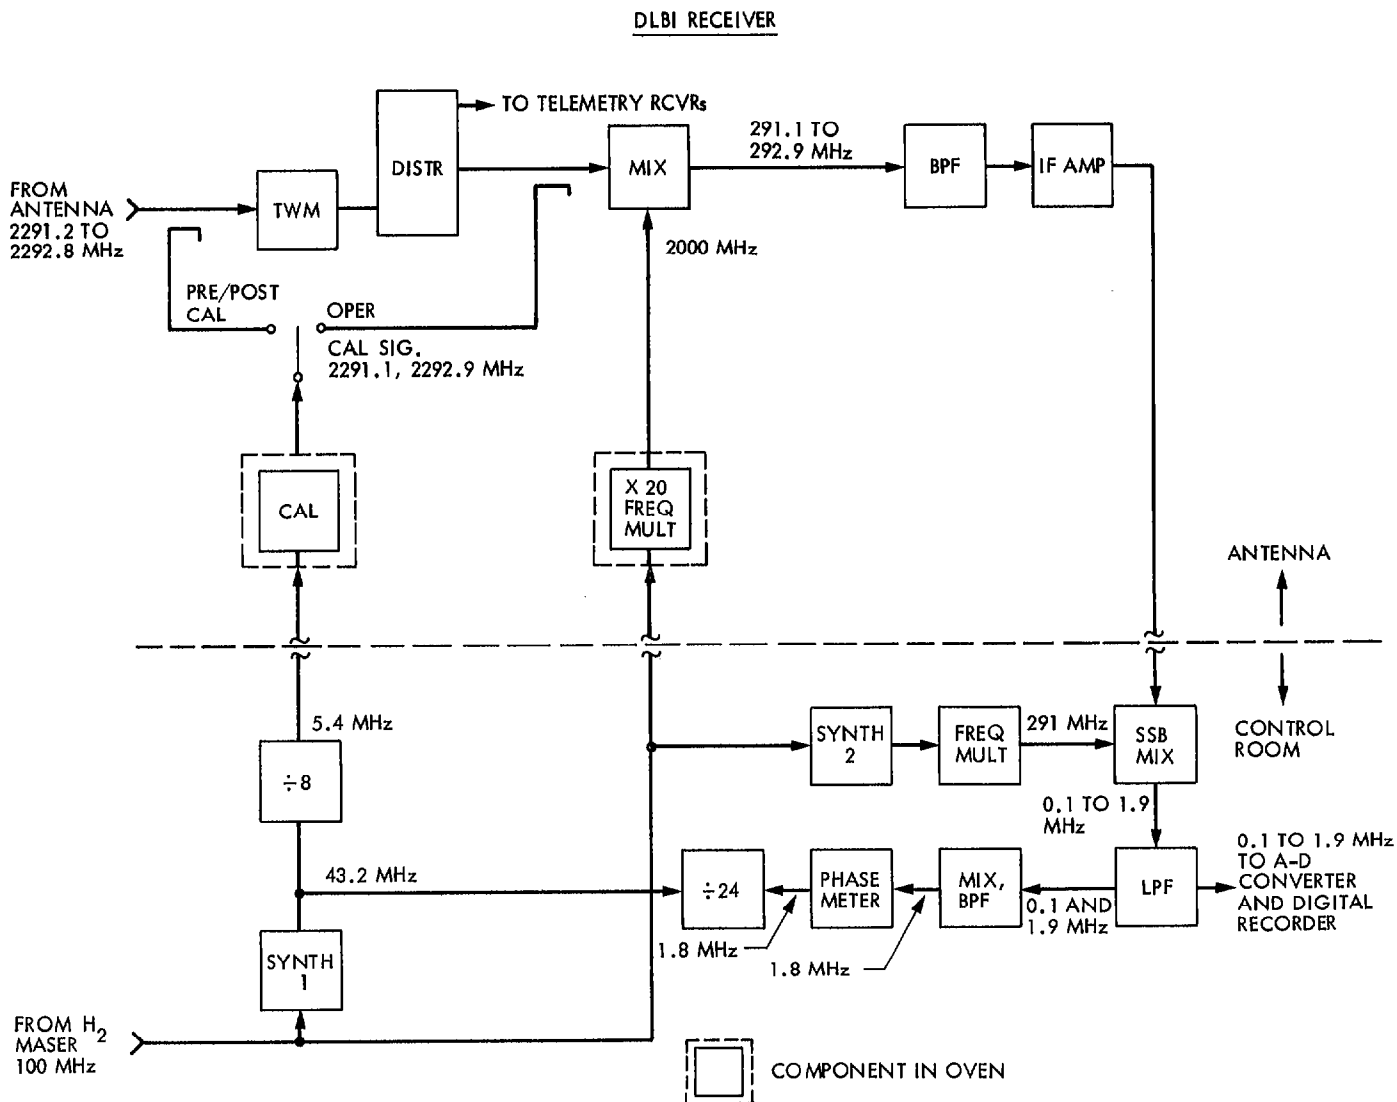 DLBI RECEIVER
TO TELEMETRY RCVRs
DISTR
MIX
291.1 TO
292.9 MHz
BPF
IF AMP
FROM
ANTENNA
2291.2 TO
2292.8 MHz
TWM
2000 MHz
PRE/POST
CAL
OPER
CAL SIG.
2291.1, 2292.9 MHz
CAL
X 20
FREQ
MULT
ANTENNA
CONTROL
ROOM
5.4 MHz
÷8
SYNTH
2
FREQ
MULT
291 MHz
SSB
MIX
0.1 TO 1.9
MHz
43.2 MHz
÷24
PHASE
METER
MIX,
BPF
LPF
0.1 TO 1.9 MHz
TO A-D
CONVERTER
AND DIGITAL
RECORDER
0.1 AND
1.9 MHz
1.8 MHz
1.8 MHz
SYNTH
1
FROM H2
MASER
100 MHz
COMPONENT IN OVEN